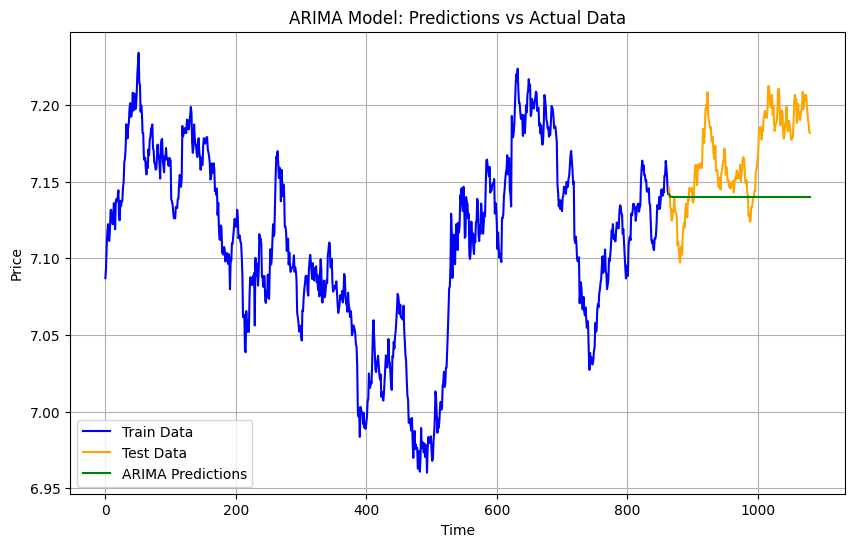 ARIMA Model: Predictions vs Actual Data
Price
7.20
7.15
7.10
7.05
7.00
6.95
Train Data
Test Data
ARIMA Predictions
0 200 400 600 800 1000
Time